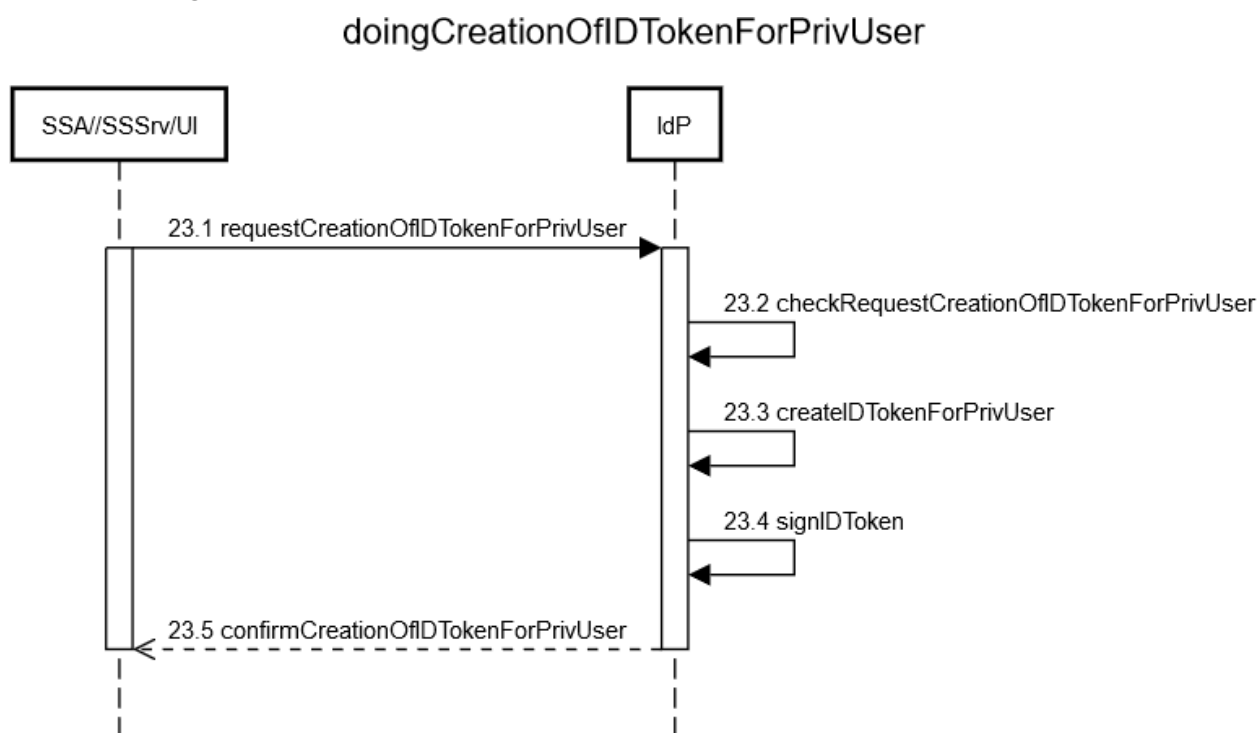 doingCreationOfIDTokenForPrivUser
SSA//SSSrv/UI
IdP
23.1 requestCreationOfIDTokenForPrivUser
23.2 checkRequestCreationOfIDTokenForPrivUser
23.3 createIDTokenForPrivUser
23.4 signIDToken
23.5 confirmCreationOfIDTokenForPrivUser